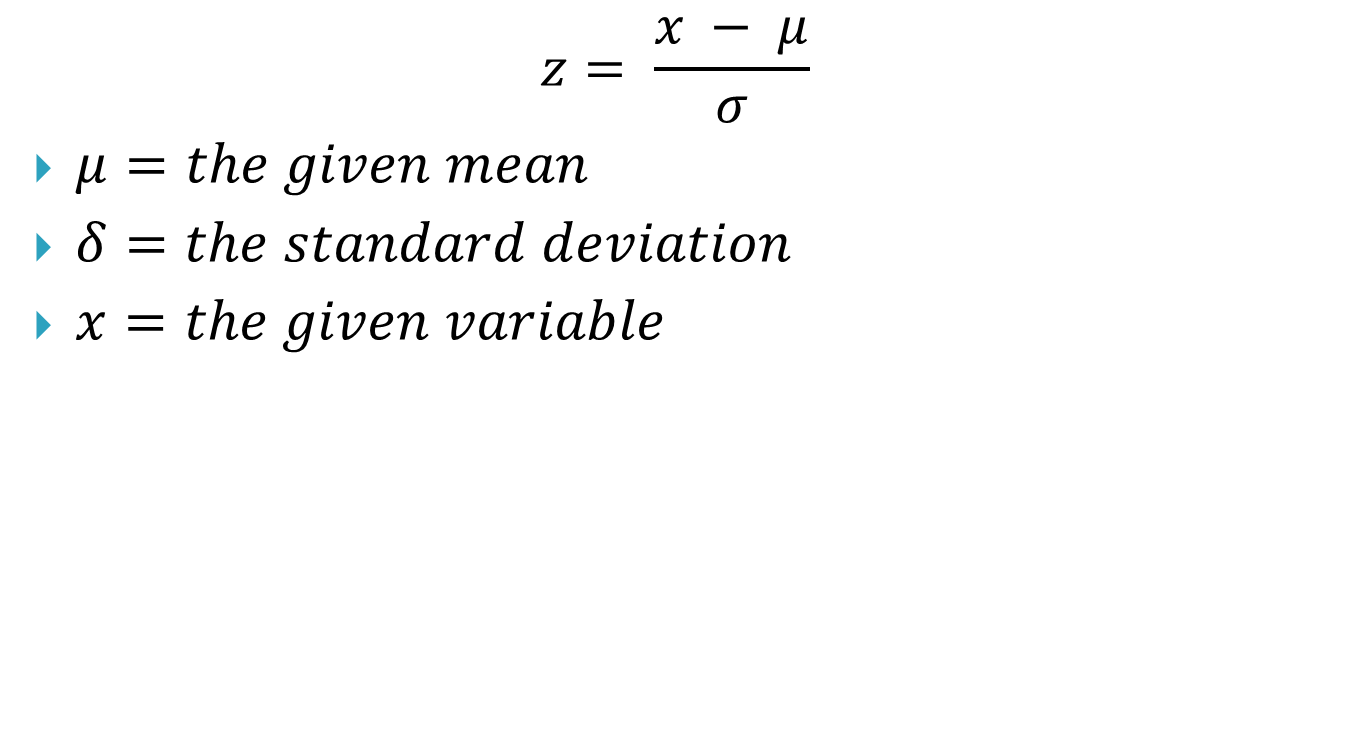 z = x − μ / σ
μ = the given mean
δ = the standard deviation
x = the given variable